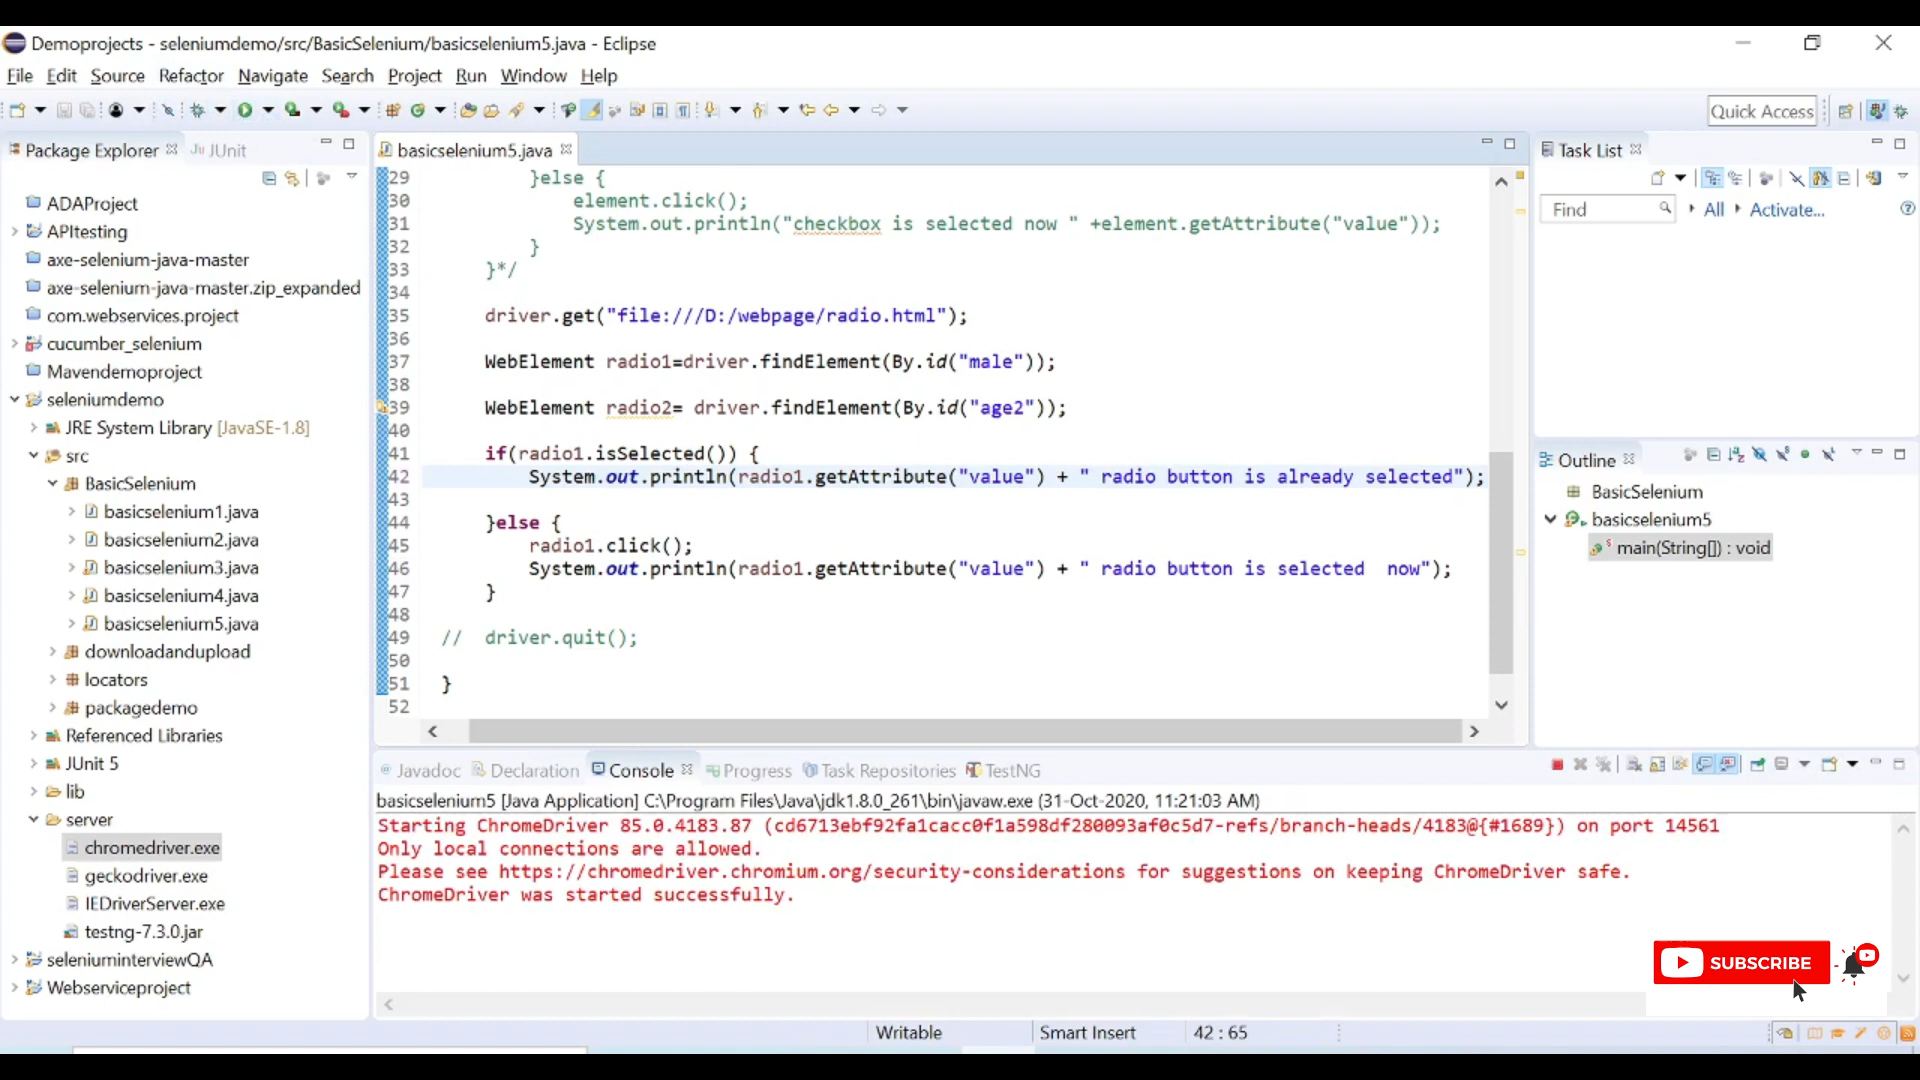 Demoprojects - seleniumdemo/src/BasicSelenium/basicselenium5.java - Eclipse
File Edit Source Refactor Navigate Search Project Run Window Help
Quick Access
Package Explorer
JUnit
ADAProject
APItesting
axe-selenium-java-master
axe-selenium-java-master.zip_expanded
com.webservices.project
cucumber_selenium
Mavendemoproject
seleniumdemo
JRE System Library [JavaSE-1.8]
src
BasicSelenium
basicselenium1.java
basicselenium2.java
basicselenium3.java
basicselenium4.java
basicselenium5.java
downloadandupload
locators
packagedemo
Referenced Libraries
JUnit 5
lib
server
chromedriver.exe
geckodriver.exe
IEDriverServer.exe
testng-7.3.0.jar
seleniuminterviewQA
Webserviceproject
basicselenium5.java
29 }else {
30 element.click();
31 System.out.println("checkbox is selected now " +element.getAttribute("value"));
32 }
33 }*/
34
35 driver.get("file:///D:/webpage/radio.html");
36
37 WebElement radio1=driver.findElement(By.id("male"));
38
39 WebElement radio2= driver.findElement(By.id("age2"));
40
41 if(radio1.isSelected()) {
42 System.out.println(radio1.getAttribute("value") + " radio button is already selected");
43
44 }else {
45 radio1.click();
46 System.out.println(radio1.getAttribute("value") + " radio button is selected  now");
47 }
48
49 // driver.quit();
50
51 }
52
Task List
Find All Activate...
Outline
BasicSelenium
basicselenium5
main(String[]) : void
Javadoc Declaration Console Progress Task Repositories TestNG
basicselenium5 [Java Application] C:\Program Files\Java\jdk1.8.0_261\bin\javaw.exe (31-Oct-2020, 11:21:03 AM)
Starting ChromeDriver 85.0.4183.87 (cd6713ebf92fa1cacc0f1a598df280093af0c5d7-refs/branch-heads/4183@{#1689}) on port 14561
Only local connections are allowed.
Please see https://chromedriver.chromium.org/security-considerations for suggestions on keeping ChromeDriver safe.
ChromeDriver was started successfully.
SUBSCRIBE
Writable Smart Insert 42 : 65